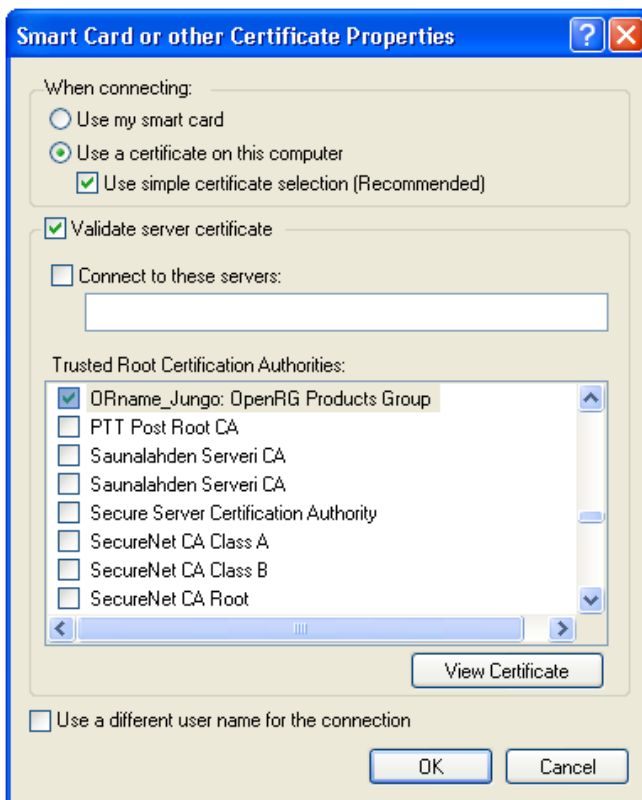 Smart Card or other Certificate Properties
When connecting:
Use my smart card
Use a certificate on this computer
Use simple certificate selection (Recommended)
Validate server certificate
Connect to these servers:
Trusted Root Certification Authorities:
ORname_Jungo: OpenRG Products Group
PTT Post Root CA
Saunalahden Serveri CA
Saunalahden Serveri CA
Secure Server Certification Authority
SecureNet CA Class A
SecureNet CA Class B
SecureNet CA Root
View Certificate
Use a different user name for the connection
OK Cancel